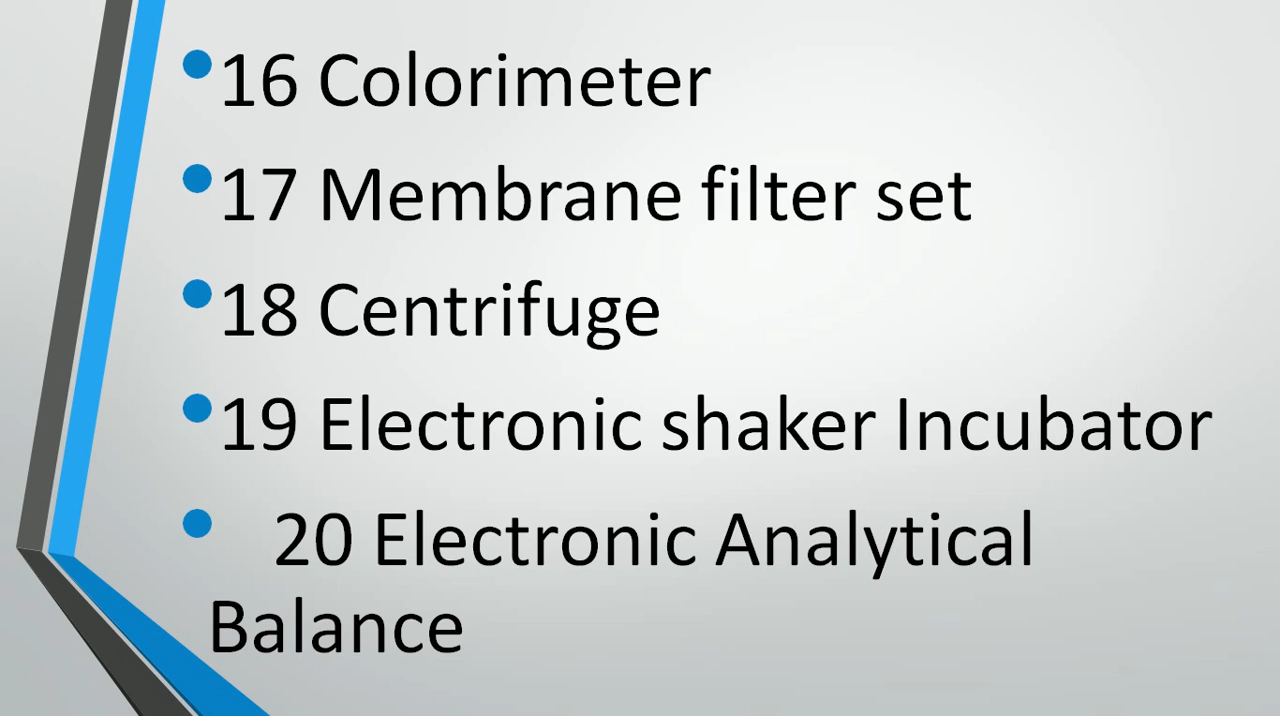 •16 Colorimeter
•17 Membrane filter set
•18 Centrifuge
•19 Electronic shaker Incubator
• 20 Electronic Analytical
Balance